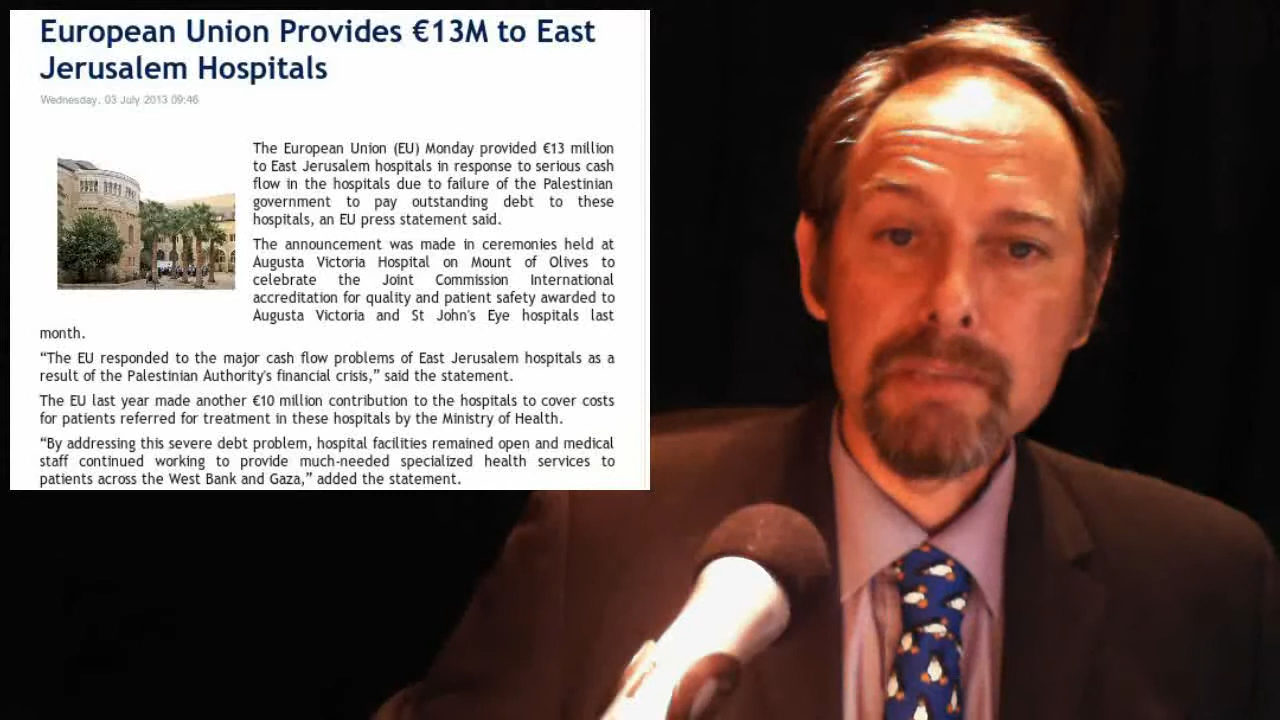 European Union Provides €13M to East
Jerusalem Hospitals
Wednesday, 03 July 2013 09:46
The European Union (EU) Monday provided €13 million
to East Jerusalem hospitals in response to serious cash
flow in the hospitals due to failure of the Palestinian
government to pay outstanding debt to these
hospitals, an EU press statement said.
The announcement was made in ceremonies held at
Augusta Victoria Hospital on Mount of Olives to
celebrate the Joint Commission International
accreditation for quality and patient safety awarded to
Augusta Victoria and St John's Eye hospitals last
month.
“The EU responded to the major cash flow problems of East Jerusalem hospitals as a
result of the Palestinian Authority's financial crisis,” said the statement.
The EU last year made another €10 million contribution to the hospitals to cover costs
for patients referred for treatment in these hospitals by the Ministry of Health.
“By addressing this severe debt problem, hospital facilities remained open and medical
staff continued working to provide much-needed specialized health services to
patients across the West Bank and Gaza,” added the statement.